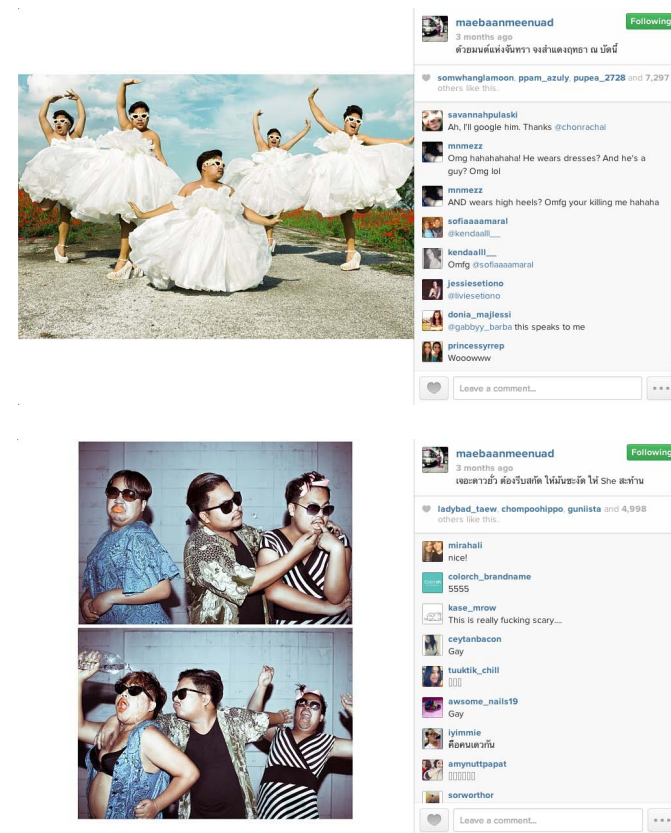 maebaanmeenuad
Following
3 months ago
ด้วยมนต์แห่งจันทรา จงสำแดงฤทธา ณ บัดนี้
somwhanglamoon, ppam_azuly, pupea_2728 and 7,297
others like this.
savannahpulaski
Ah, I'll google him. Thanks @chonrachai
mnmezz
Omg hahahahaha! He wears dresses? And he's a
guy? Omg lol
mnmezz
AND wears high heels? Omfg your killing me hahaha
sofiaaaamaral
@kendaalll__
kendaalll__
Omfg @sofiaaaamaral
jessiesetiono
@liviesetiono
donia_majlessi
@gabbyy_barba this speaks to me
princessyrrep
Wooowww
Leave a comment...
maebaanmeenuad
Following
3 months ago
เจอะดาวยั่ว ต้องรีบสกัด ให้มันชะงัด ให้ She สะท้าน
ladybad_taew, chompoohippo, guniista and 4,998
others like this.
mirahali
nice!
colorch_brandname
5555
kase_mrow
This is really fucking scary....
ceytanbacon
Gay
tuuktik_chill
awsome_nails19
Gay
iyimmie
คือคนเดวกัน
amynuttpapat
sorworthor
Leave a comment...